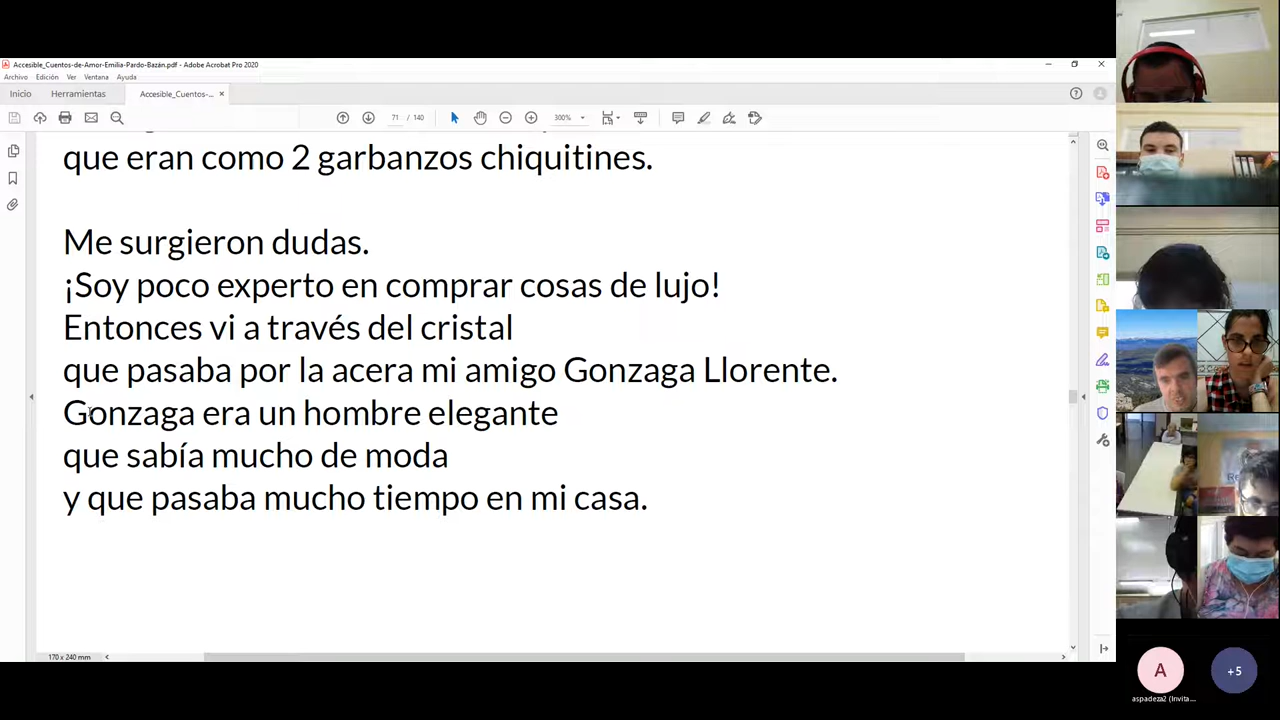 Accesible_Cuentos-de-Amor-Emilia-Pardo-Bazán.pdf - Adobe Acrobat Pro 2020
Archivo Edición Ver Ventana Ayuda
Inicio Herramientas Accesible_Cuentos-... ×
71 / 140 300%
que eran como 2 garbanzos chiquitines.
Me surgieron dudas.
¡Soy poco experto en comprar cosas de lujo!
Entonces vi a través del cristal
que pasaba por la acera mi amigo Gonzaga Llorente.
Gonzaga era un hombre elegante
que sabía mucho de moda
y que pasaba mucho tiempo en mi casa.
170 x 240 mm
A
+5
aspadeza2 (Invita...